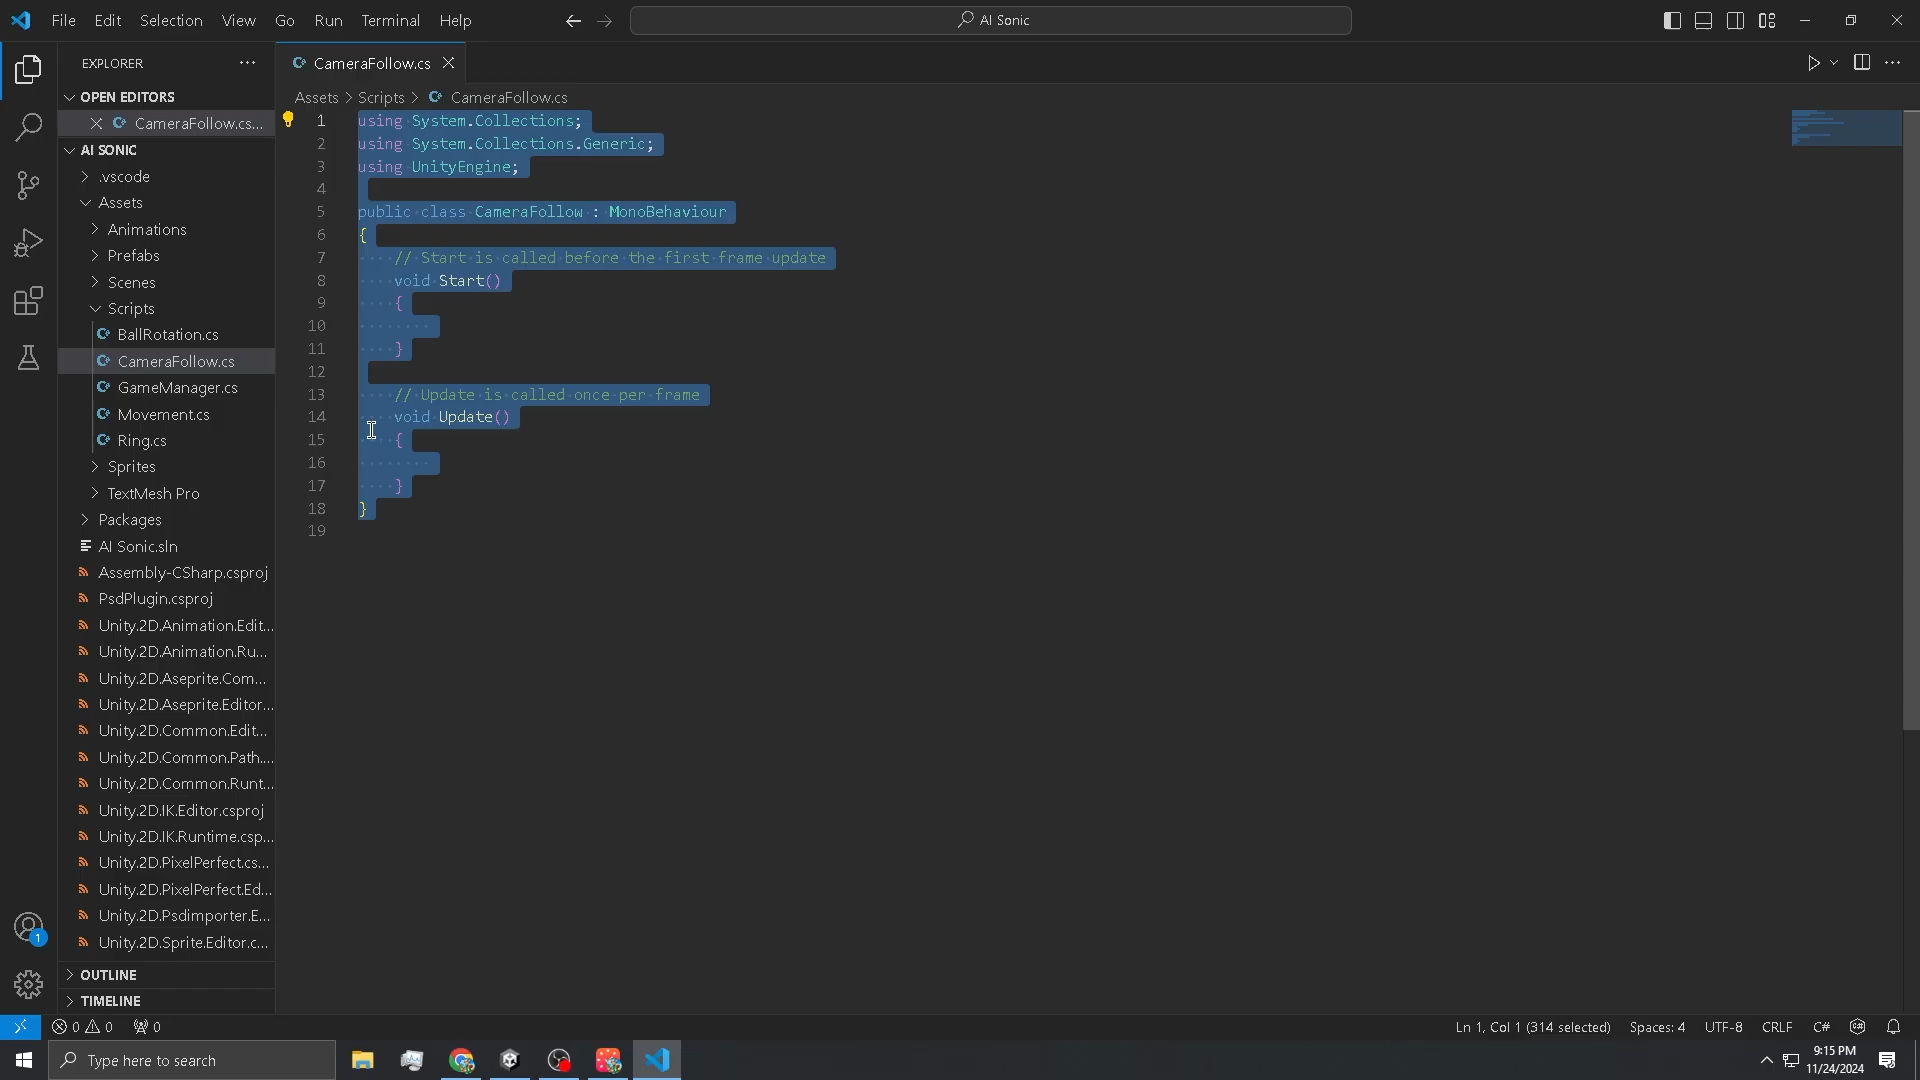 File Edit Selection View Go Run Terminal Help
AI Sonic
EXPLORER
OPEN EDITORS
CameraFollow.cs...
AI SONIC
.vscode
Assets
Animations
Prefabs
Scenes
Scripts
BallRotation.cs
CameraFollow.cs
GameManager.cs
Movement.cs
Ring.cs
Sprites
TextMesh Pro
Packages
AI Sonic.sln
Assembly-CSharp.csproj
PsdPlugin.csproj
Unity.2D.Animation.Edit...
Unity.2D.Animation.Ru...
Unity.2D.Aseprite.Com...
Unity.2D.Aseprite.Editor...
Unity.2D.Common.Edit...
Unity.2D.Common.Path....
Unity.2D.Common.Runt...
Unity.2D.IK.Editor.csproj
Unity.2D.IK.Runtime.csp...
Unity.2D.PixelPerfect.cs...
Unity.2D.PixelPerfect.Ed...
Unity.2D.Psdimporter.E...
Unity.2D.Sprite.Editor.c...
OUTLINE
TIMELINE
CameraFollow.cs
Assets > Scripts > CameraFollow.cs
1 using System.Collections;
2 using System.Collections.Generic;
3 using UnityEngine;
4
5 public class CameraFollow : MonoBehaviour
6 {
7 // Start is called before the first frame update
8 void Start()
9 {
10
11 }
12
13 // Update is called once per frame
14 void Update()
15 {
16
17 }
18 }
19
1
0 0 0
Ln 1, Col 1 (314 selected) Spaces: 4 UTF-8 CRLF C#
Type here to search
9:15 PM
11/24/2024